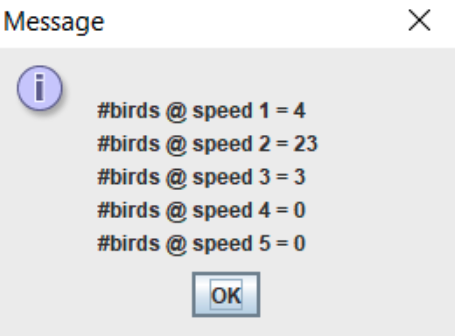 Message
#birds @ speed 1 = 4
#birds @ speed 2 = 23
#birds @ speed 3 = 3
#birds @ speed 4 = 0
#birds @ speed 5 = 0
OK